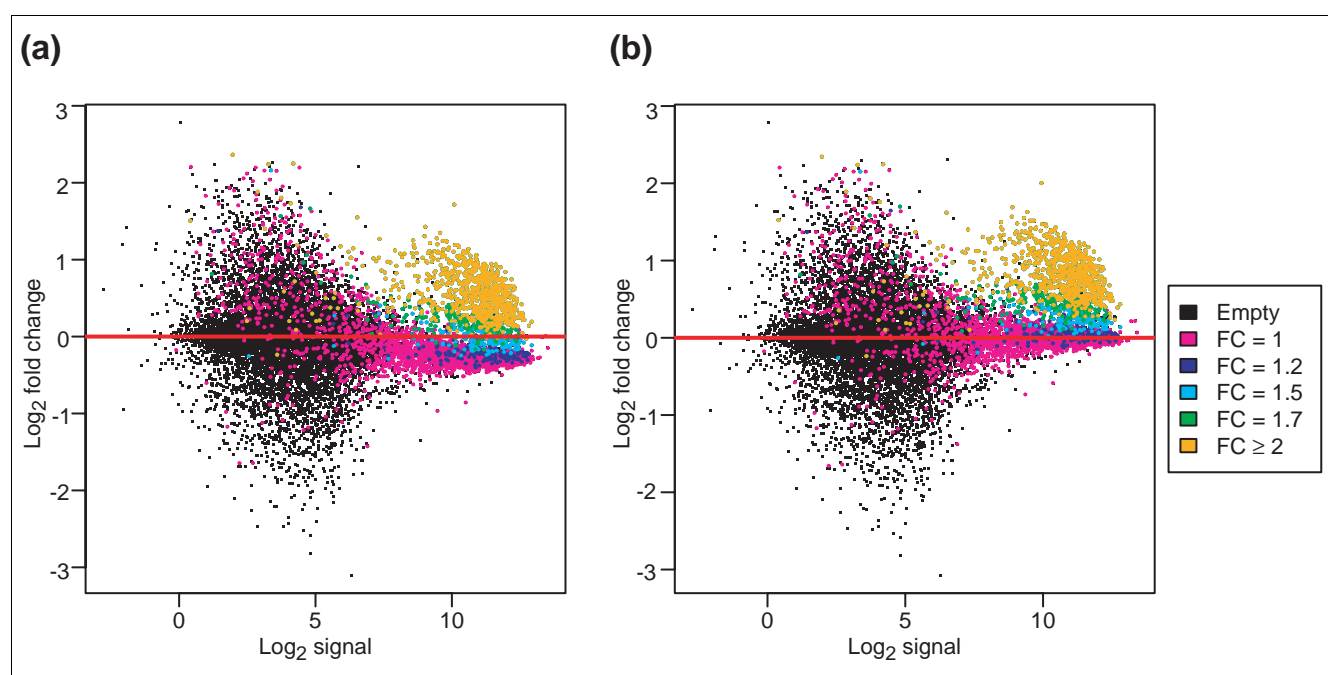 (a)
(b)
3
2
1
0
-1
-2
-3
Log2 fold change
0
5
10
Log2 signal
3
2
1
0
-1
-2
-3
Log2 fold change
0
5
10
Log2 signal
Empty
FC = 1
FC = 1.2
FC = 1.5
FC = 1.7
FC ≥ 2